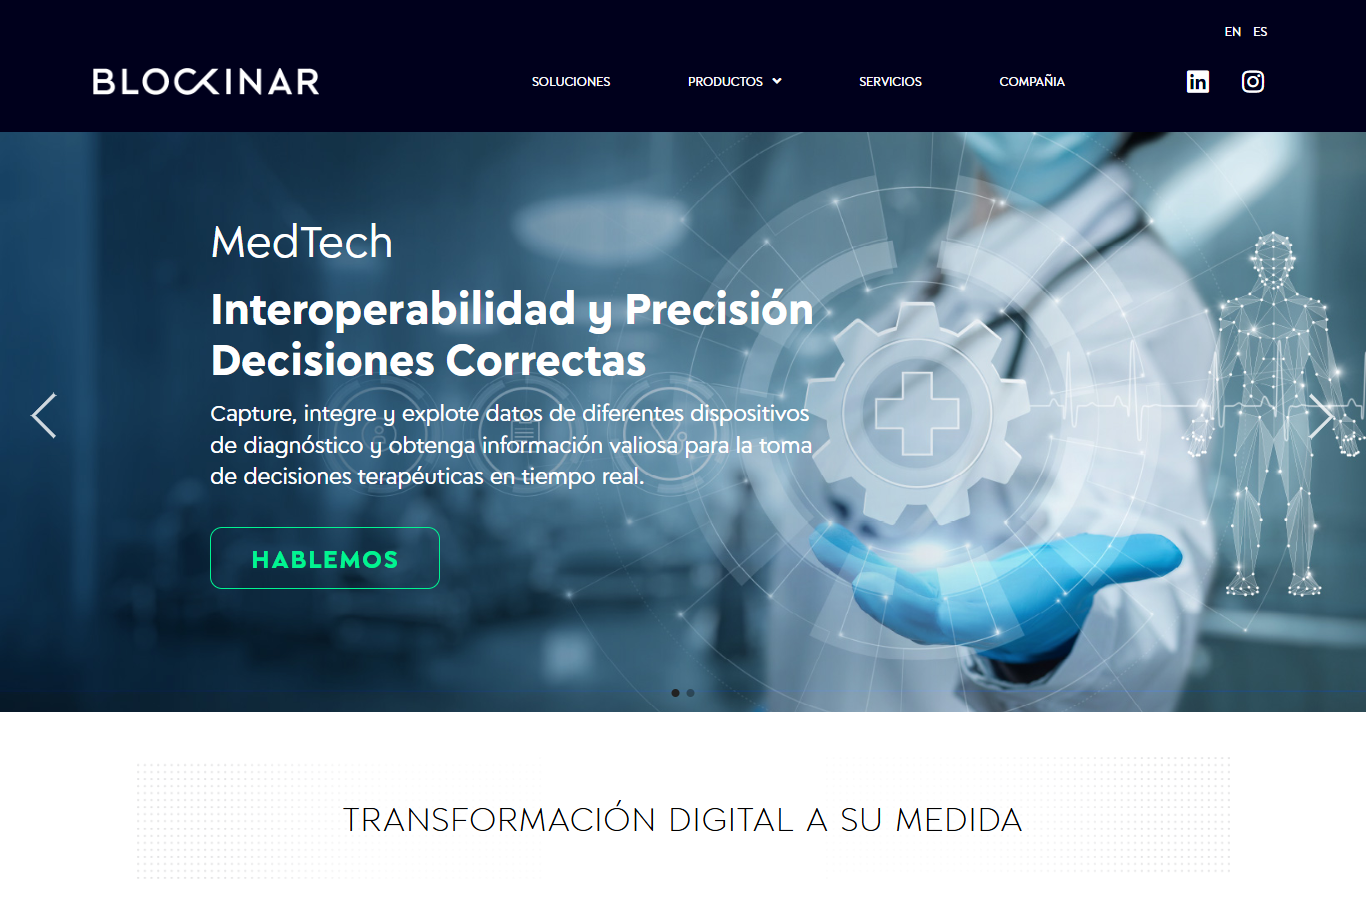 EN ES
BLOCKINAR
SOLUCIONES PRODUCTOS SERVICIOS COMPAÑIA
MedTech
Interoperabilidad y Precisión
Decisiones Correctas
Capture, integre y explote datos de diferentes dispositivos
de diagnóstico y obtenga información valiosa para la toma
de decisiones terapéuticas en tiempo real.
HABLEMOS
TRANSFORMACIÓN DIGITAL A SU MEDIDA